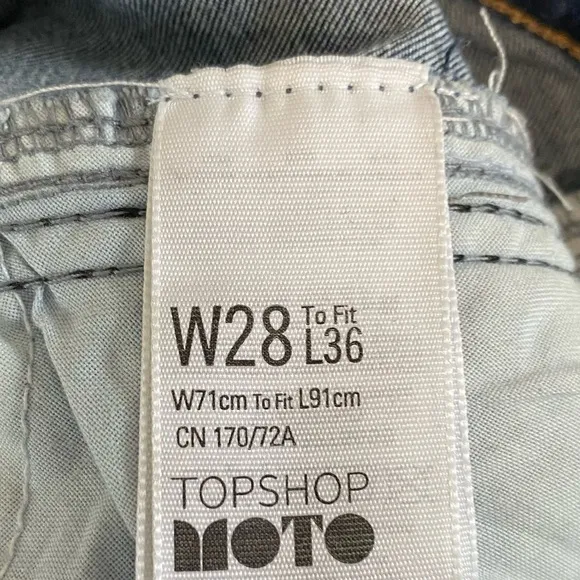 W28 To Fit L36
W71cm To Fit L91cm
CN 170/72A
TOPSHOP
MOTO